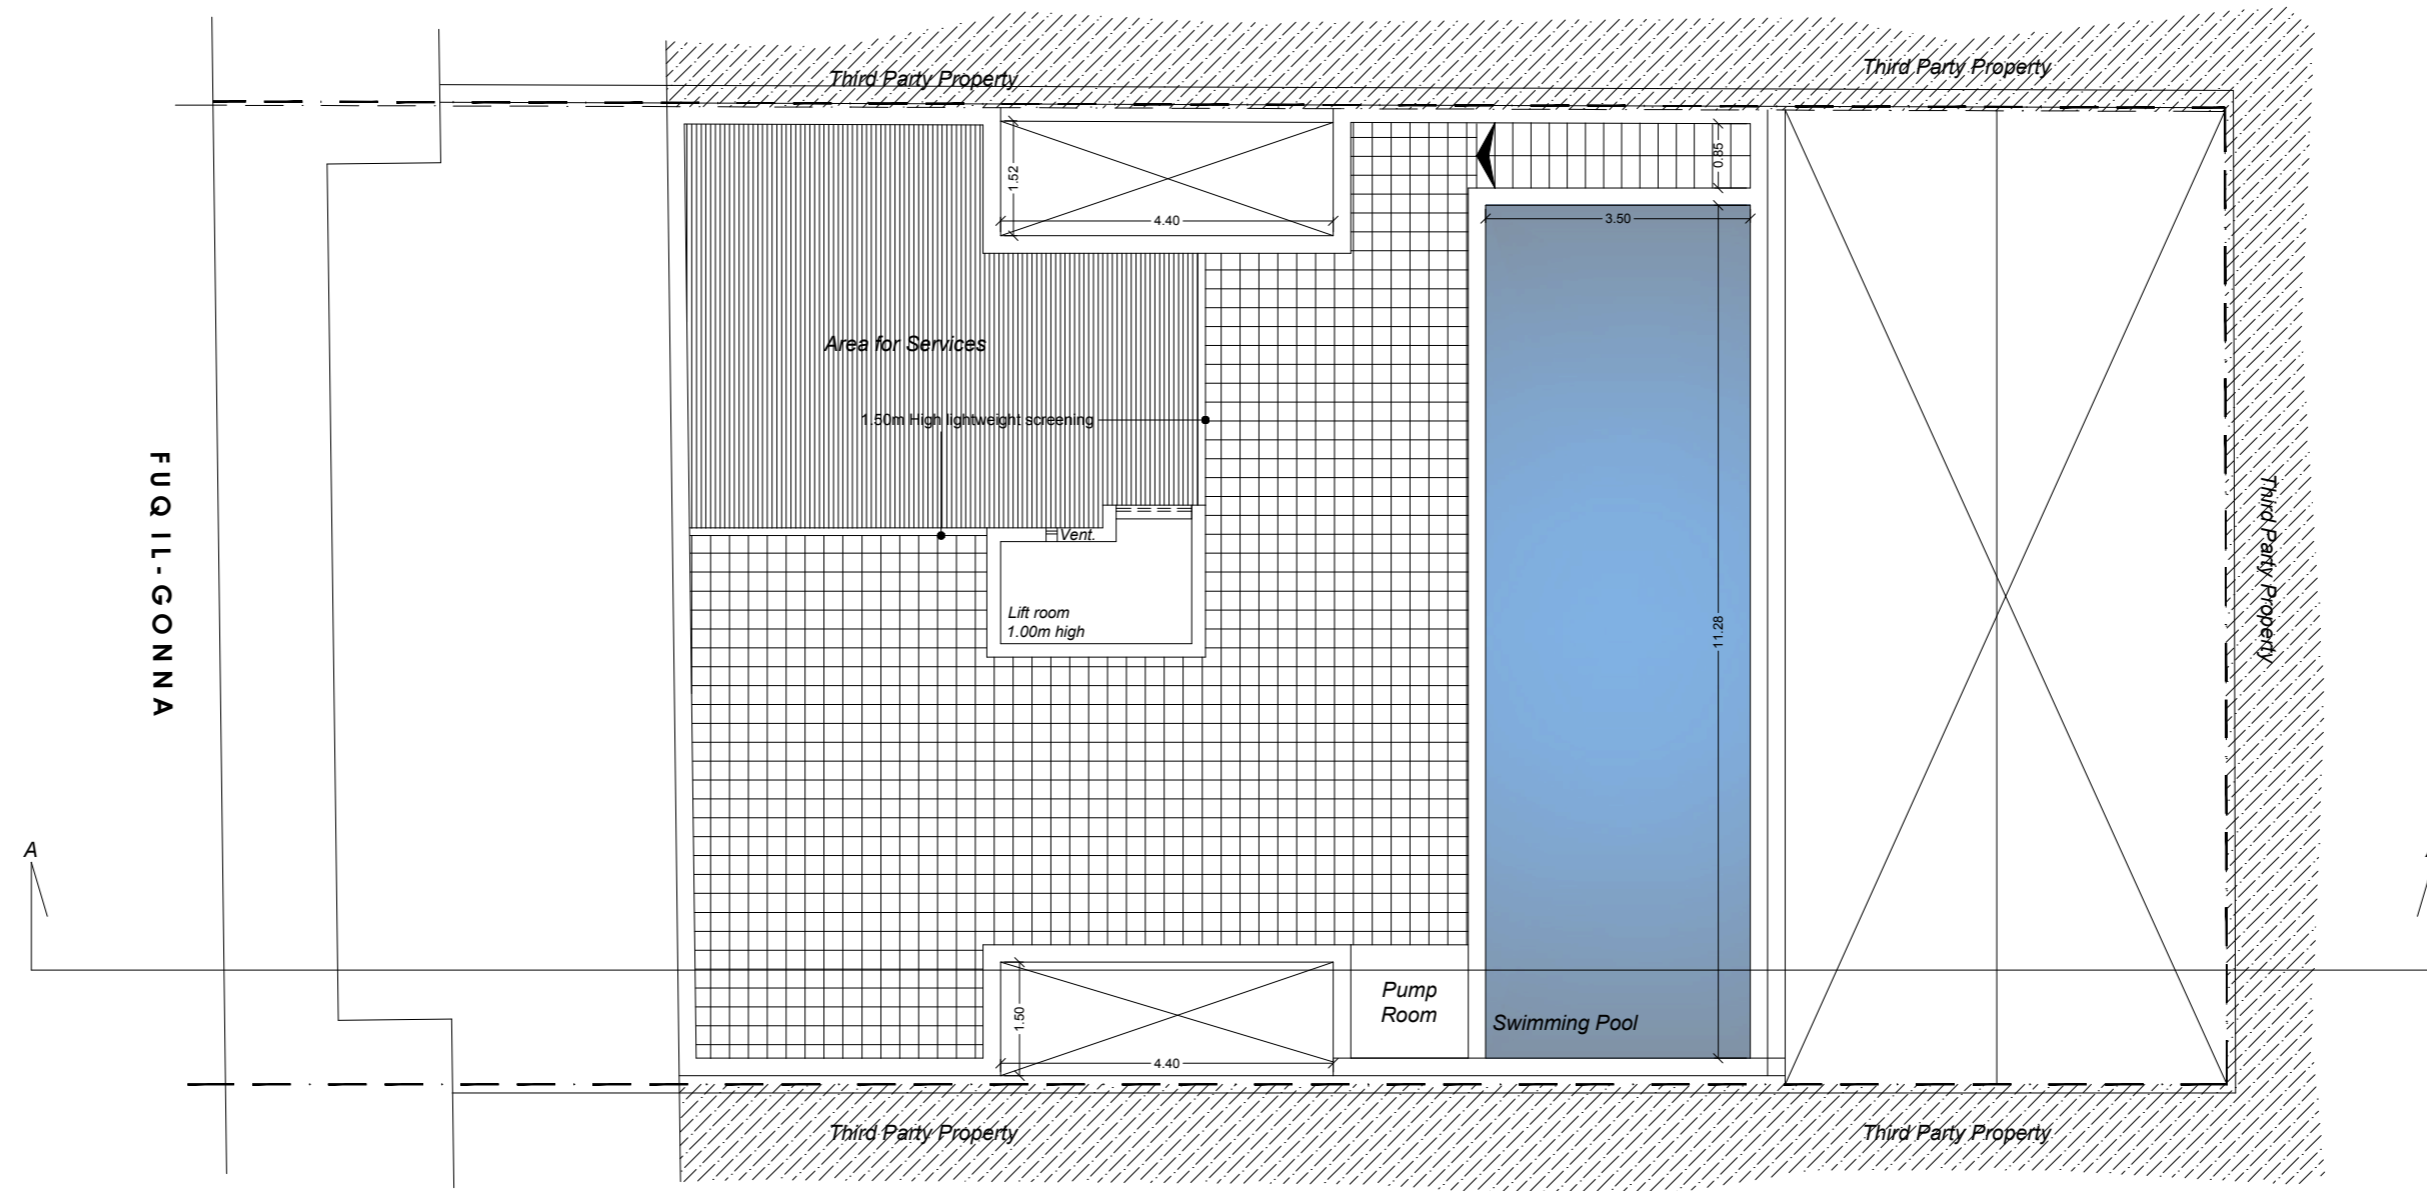 Third Party Property
Third Party Property
1.52
4.40
0.85
3.50
Area for Services
1.50m High lightweight screening
FUQ IL-GONNA
Vent.
Lift room
1.00m high
11.28
Third Party Property
A
Pump
Room
Swimming Pool
1.50
4.40
Third Party Property
Third Party Property